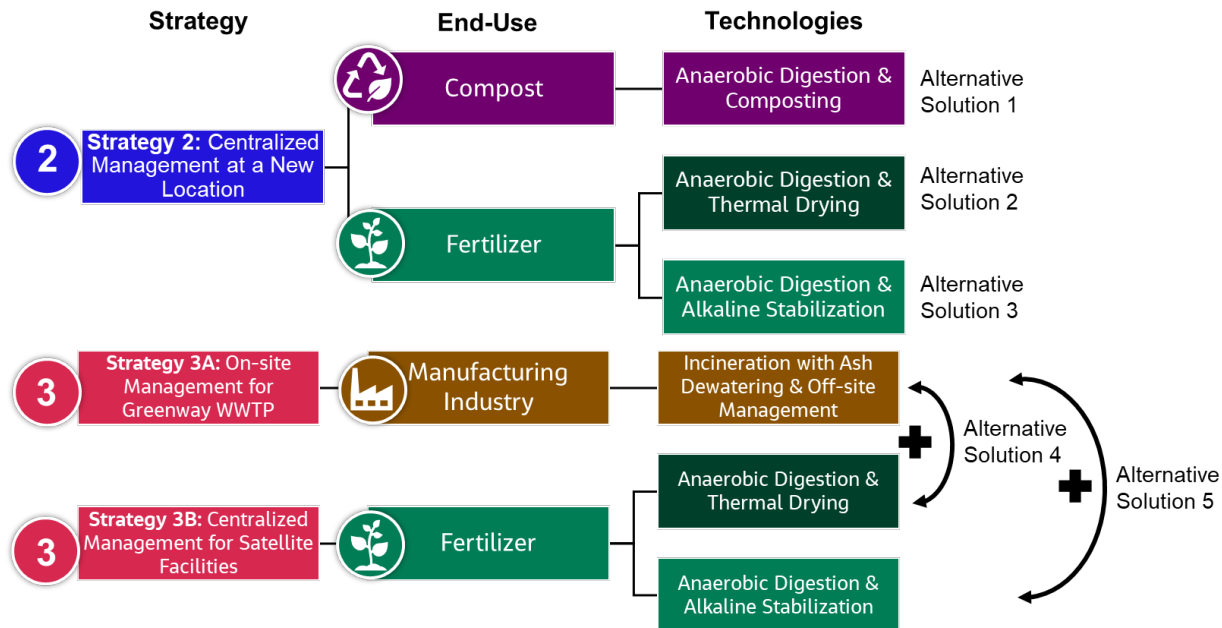 Strategy
End-Use
Technologies
Compost
Anaerobic Digestion &
Composting
Alternative
Solution 1
2
Strategy 2: Centralized
Management at a New
Location
Anaerobic Digestion &
Thermal Drying
Alternative
Solution 2
Fertilizer
Anaerobic Digestion &
Alkaline Stabilization
Alternative
Solution 3
3
Strategy 3A: On-site
Management for
Greenway WWTP
Manufacturing
Industry
Incineration with Ash
Dewatering & Off-site
Management
Alternative
Solution 4
Alternative
Solution 5
Anaerobic Digestion &
Thermal Drying
3
Strategy 3B: Centralized
Management for Satellite
Facilities
Fertilizer
Anaerobic Digestion &
Alkaline Stabilization